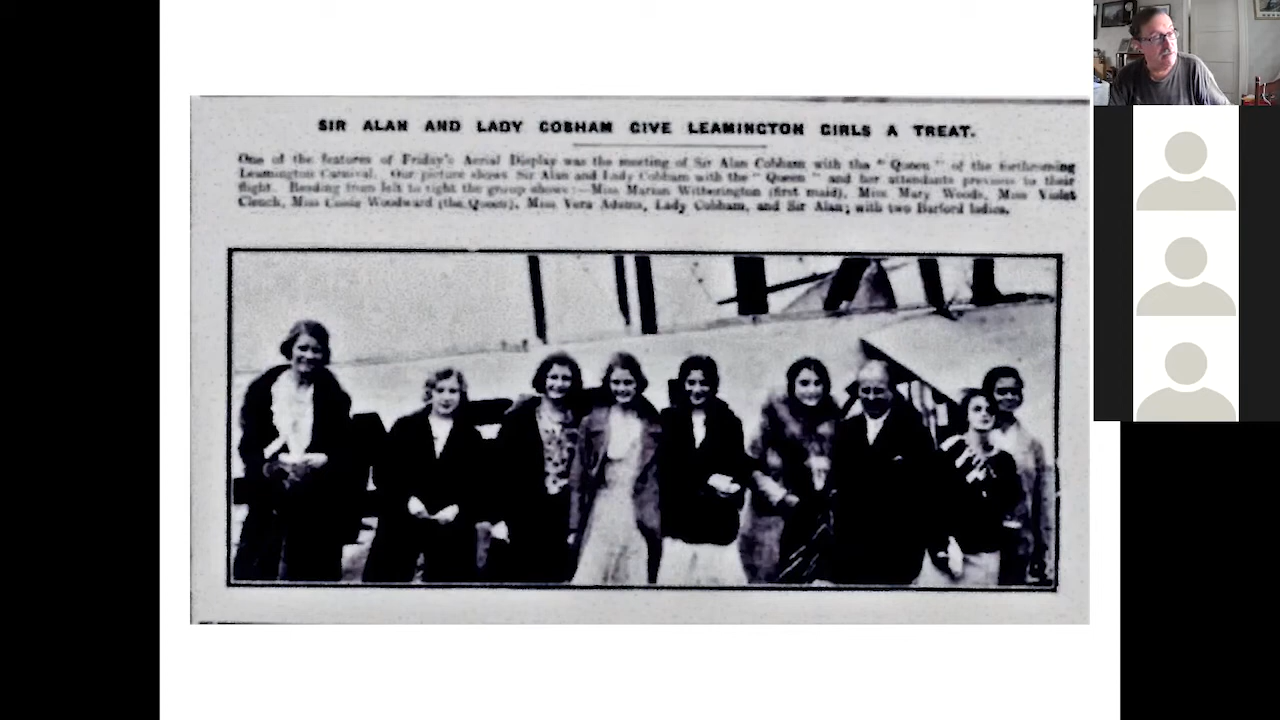 SIR ALAN AND LADY COBHAM GIVE LEAMINGTON GIRLS A TREAT.
One of the features of Friday's Aerial Display was the meeting of Sir Alan Cobham with the "Queen" of the forthcoming
Leamington Carnival. Our picture shows Sir Alan and Lady Cobham with the "Queen" and her attendants previous to their
flight. Reading from left to right the group shows:—Miss Marian Witherington (first maid), Miss Mary Woods, Miss Violet
Clench, Miss Woodward (the Queen), Miss Vera Adams, Lady Cobham, and Sir Alan; with two Barford ladies.